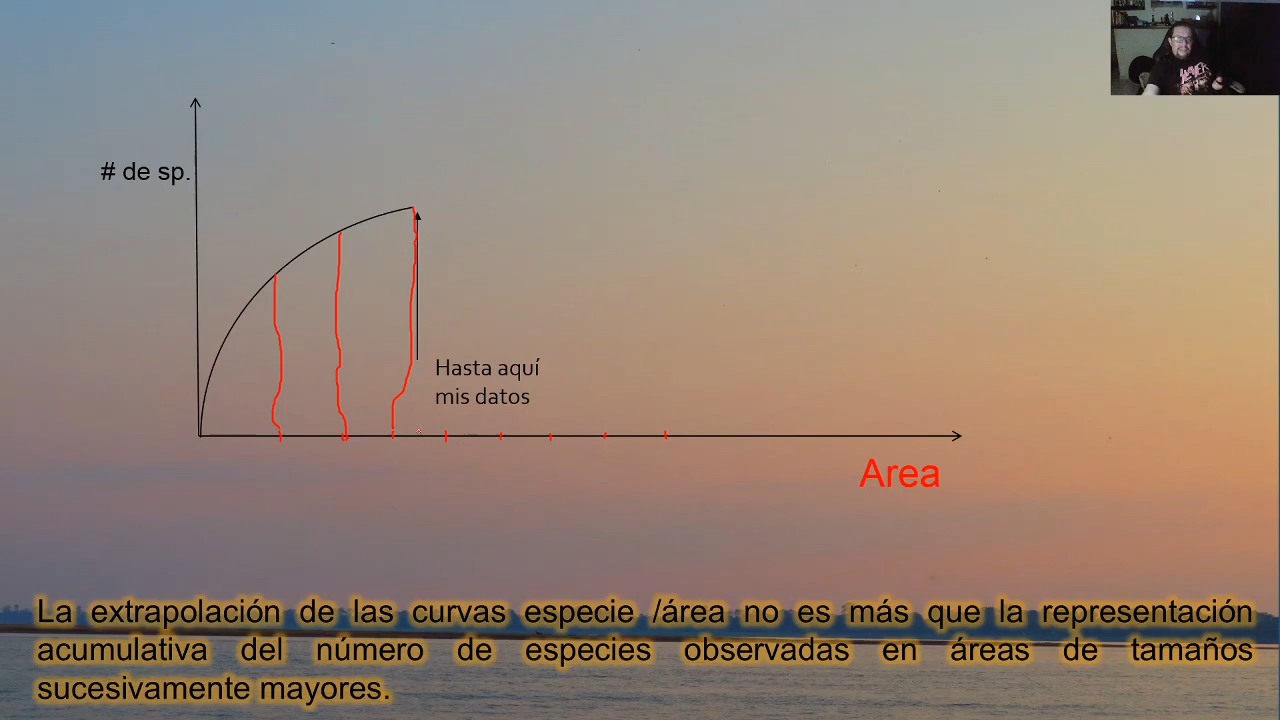 # de sp.
Hasta aquí
mis datos
Area
La extrapolación de las curvas especie /área no es más que la representación
acumulativa del número de especies observadas en áreas de tamaños
sucesivamente mayores.